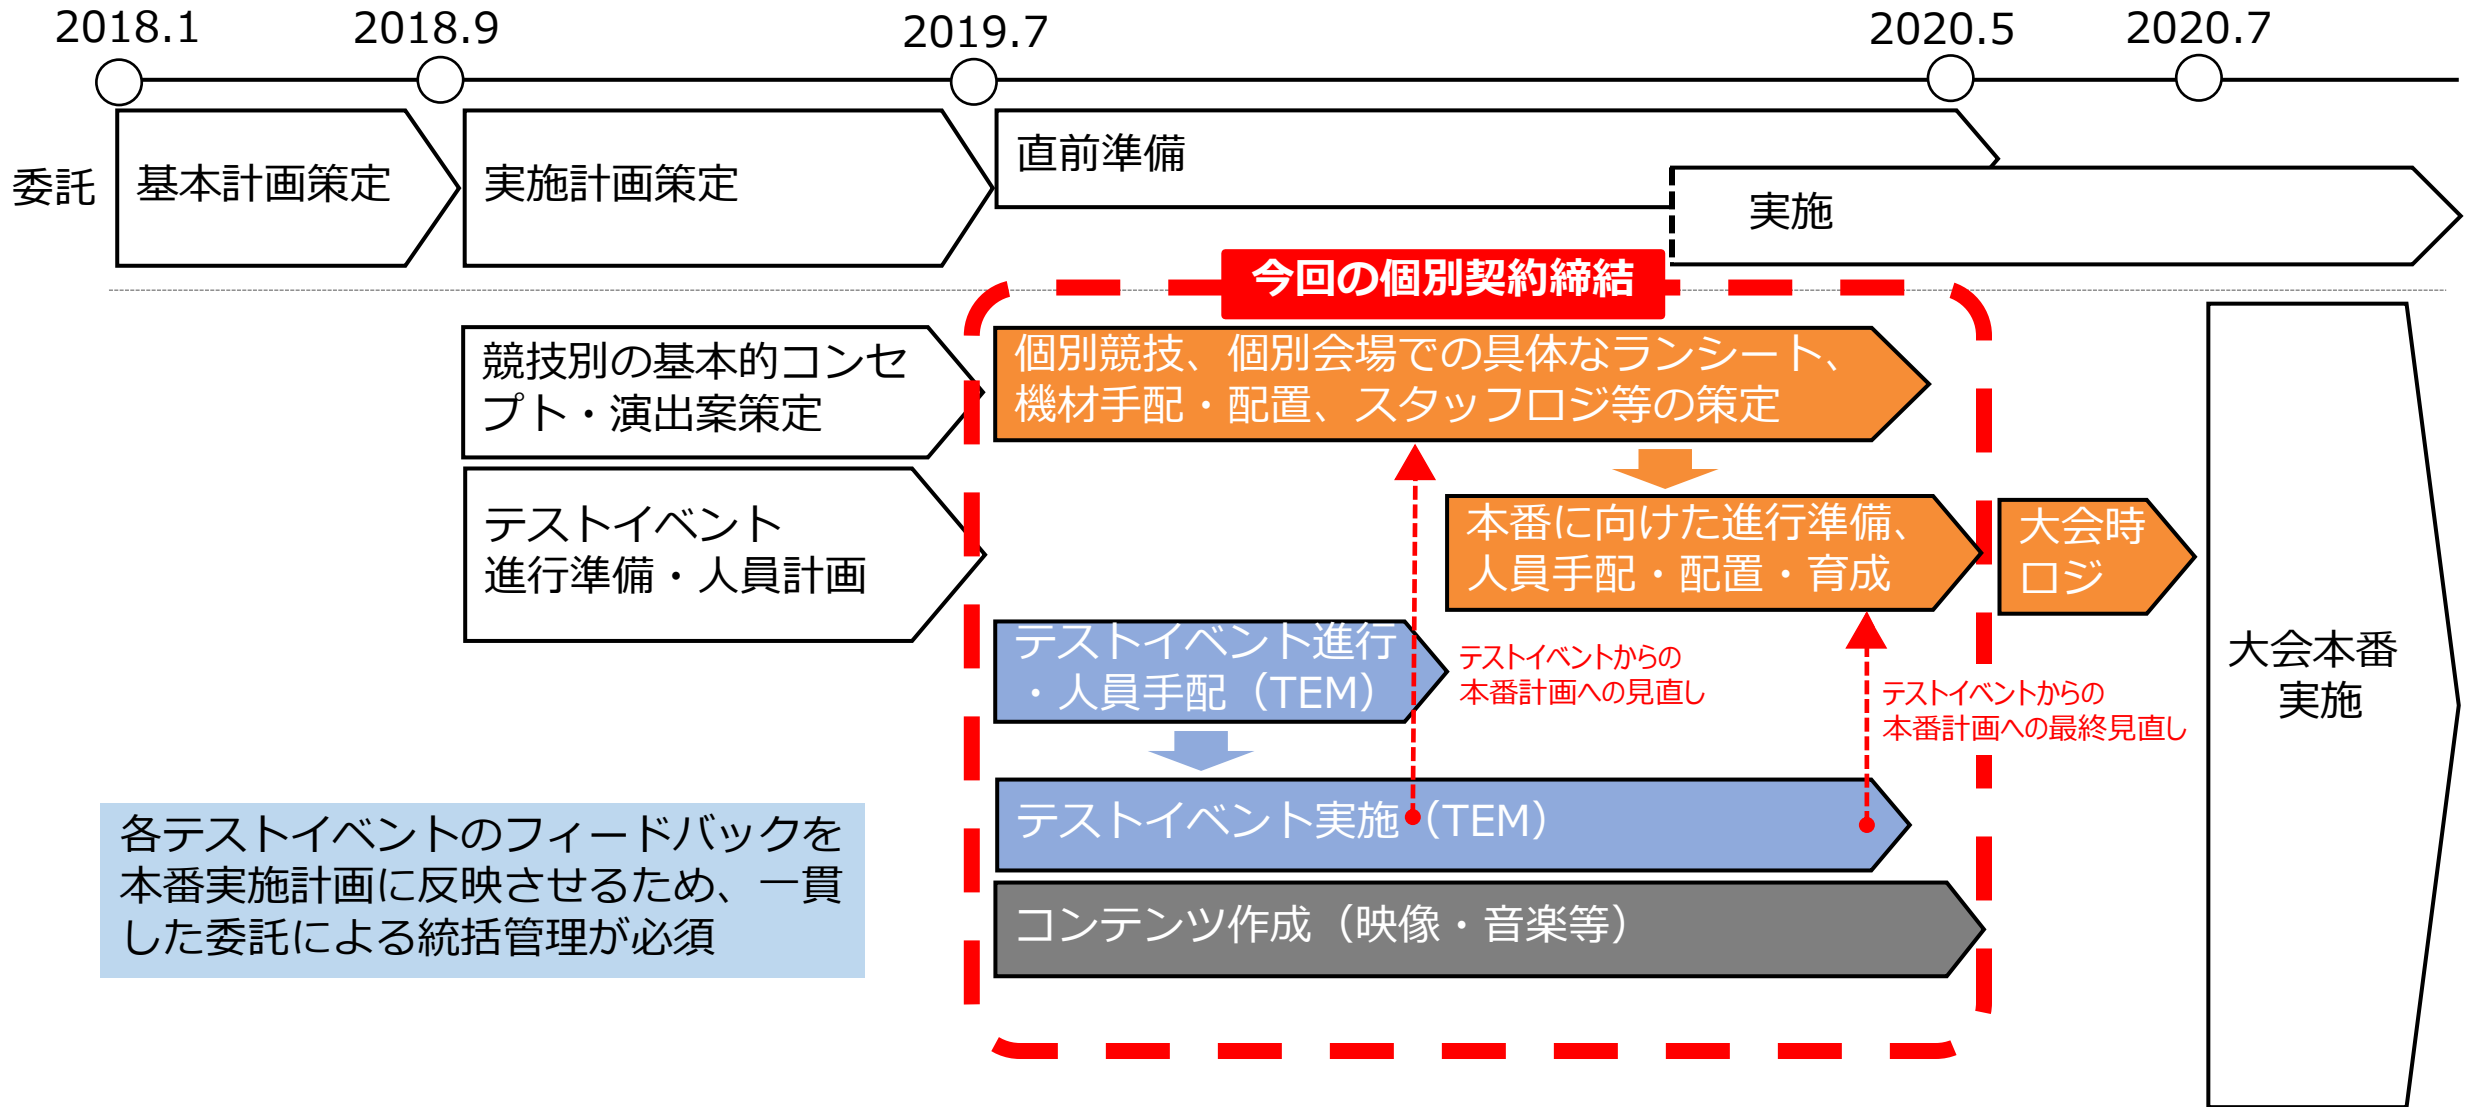 2018.1
2018.9
2019.7
2020.5
2020.7
委託
基本計画策定
実施計画策定
直前準備
実施
今回の個別契約締結
競技別の基本的コンセ
プト・演出案策定
個別競技、個別会場での具体なランシート、
機材手配・配置、スタッフロジ等の策定
テストイベント
進行準備・人員計画
本番に向けた進行準備、
人員手配・配置・育成
大会時
ロジ
テストイベント進行
・人員手配（TEM）
テストイベントからの
本番計画への見直し
テストイベントからの
本番計画への最終見直し
大会本番
実施
テストイベント実施（TEM）
各テストイベントのフィードバックを
本番実施計画に反映させるため、一貫
した委託による統括管理が必須
コンテンツ作成（映像・音楽等）